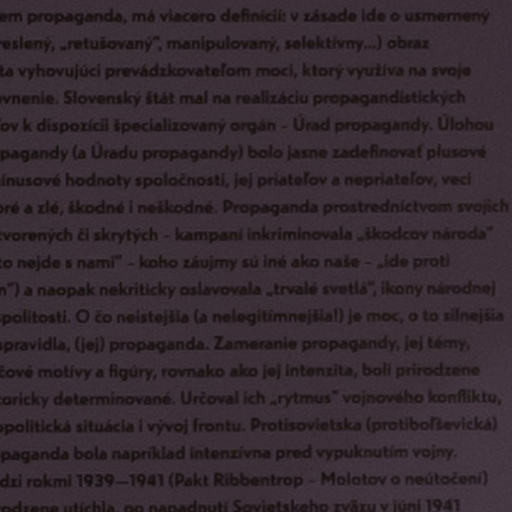 em propaganda, má viacero definícií: v zásade ide o usmernený
reslený, „retušovaný“, manipulovaný, selektívny...) obraz
ta vyhovujúci prevádzkovateľom moci, ktorý využíva na svoje
vnenie. Slovenský štát mal na realizáciu propagandistických
ov k dispozícii špecializovaný orgán – Úrad propagandy. Úlohou
pagandy (a Úradu propagandy) bolo jasne zadefinovať plusové
ínusové hodnoty spoločnosti, jej priateľov a nepriateľov, veci
ré a zlé, škodné i neškodné. Propaganda prostredníctvom svojich
tvorených či skrytých – kampaní inkriminovala „škodcov národa“
to nejde s nami“ – koho záujmy sú iné ako naše – „ide proti
m“) a naopak nekriticky oslavovala „trvalé svetlá“, ikony národnej
politosti. O čo neistejšia (a nelegitímnejšia!) je moc, o to silnejšia
spravidla, (jej) propaganda. Zameranie propagandy, jej témy,
čové motívy a figúry, rovnako ako jej intenzita, boli prirodzene
toricky determinované. Určoval ich „rytmus“ vojnového konfliktu,
opolitická situácia i vývoj frontu. Protisovietska (protiboľševická)
paganda bola napríklad intenzívna pred vypuknutím vojny.
dzi rokmi 1939—1941 (Pakt Ribbentrop – Molotov o neútočení)
odzene utíchla, po napadnutí Sovietskeho zväzu v júni 1941